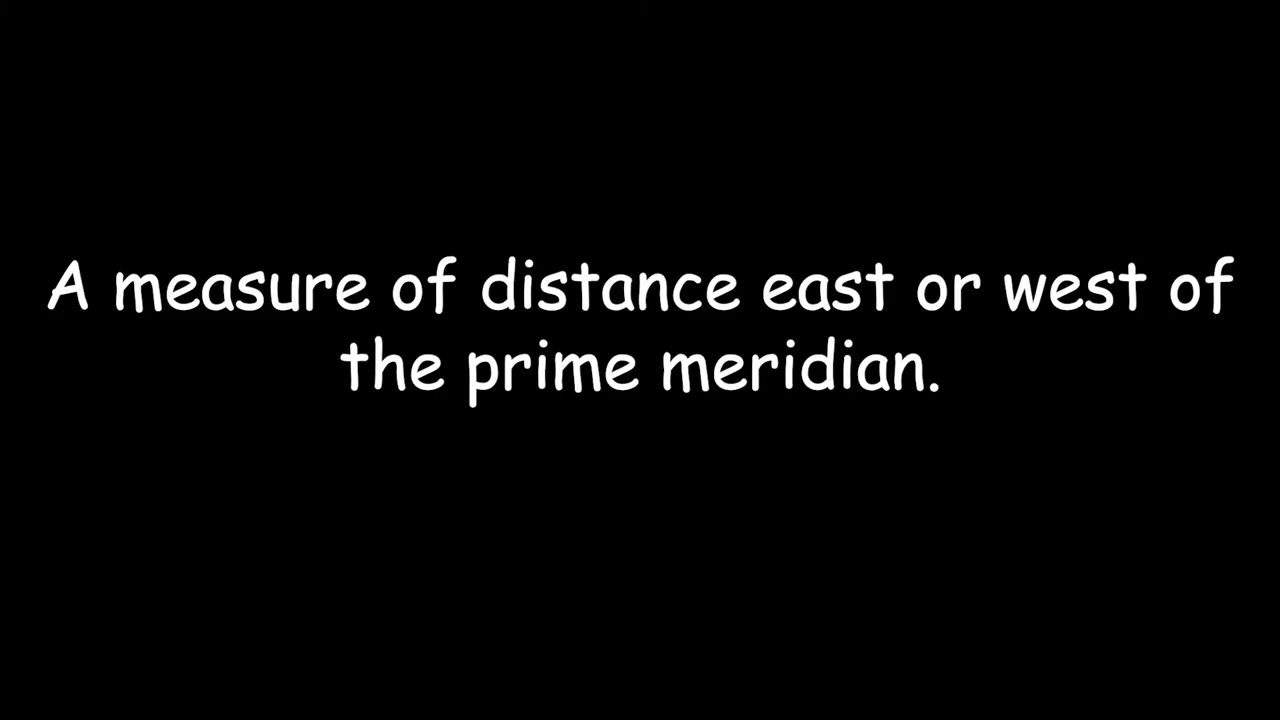 A measure of distance east or west of
the prime meridian.